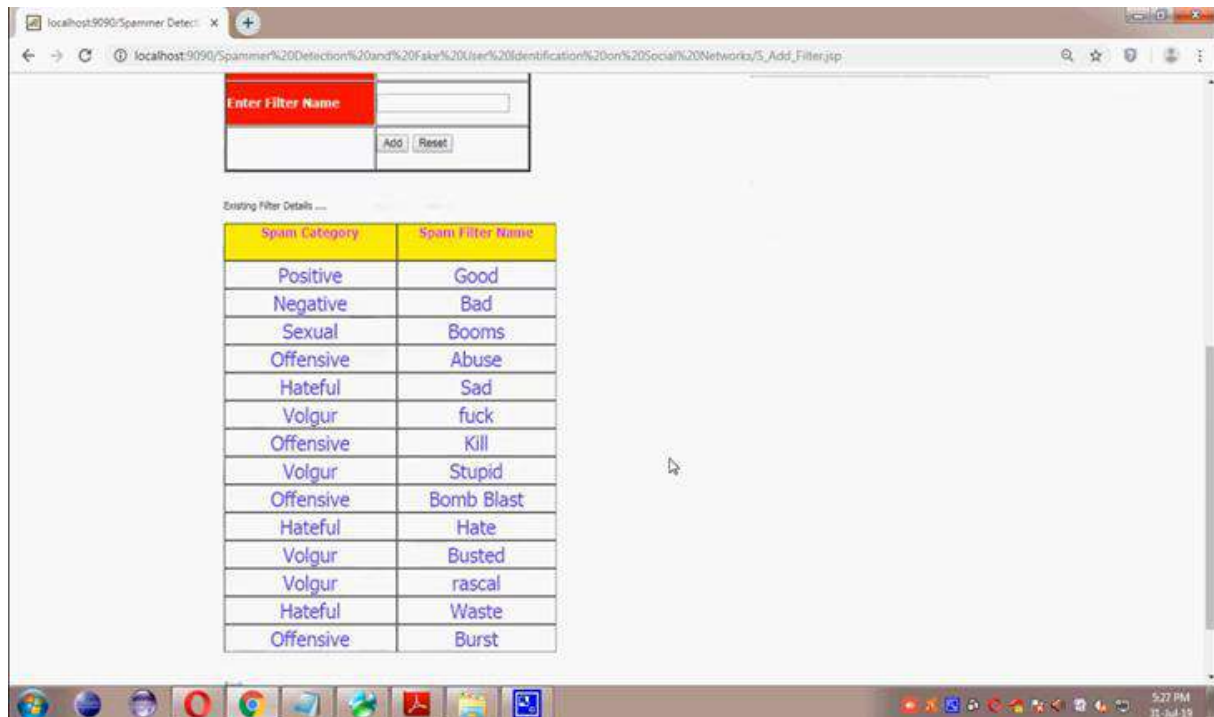 localhost:9090/Spammer Detect
localhost:9090/Spammer%20Detection%20and%20Fake%20User%20Identification%20on%20Social%20Networks/S_Add_Filter.jsp
Enter Filter Name
Add Reset
Existing Filter Details ....
Spam Category Spam Filter Name
Positive Good
Negative Bad
Sexual Booms
Offensive Abuse
Hateful Sad
Volgur fuck
Offensive Kill
Volgur Stupid
Offensive Bomb Blast
Hateful Hate
Volgur Busted
Volgur rascal
Hateful Waste
Offensive Burst
5:27 PM
31-Jul-19